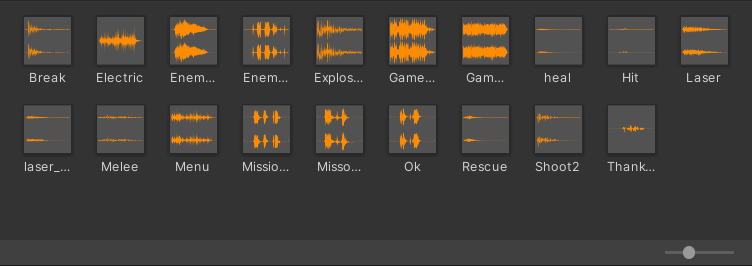 Break Electric Enem... Enem... Explos... Game... Gam... heal Hit Laser
laser_... Melee Menu Missio... Misso... Ok Rescue Shoot2 Thank...